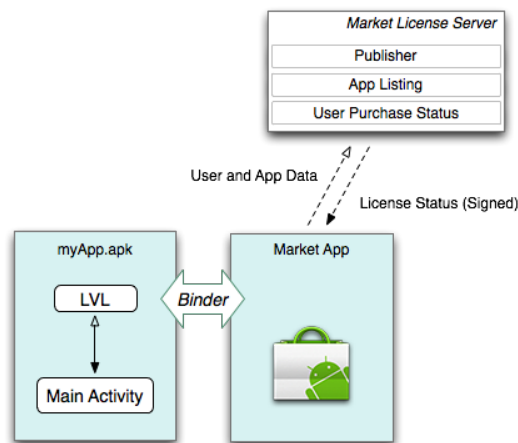 Market License Server
Publisher
App Listing
User Purchase Status
User and App Data
License Status (Signed)
myApp.apk
Market App
LVL
Binder
Main Activity